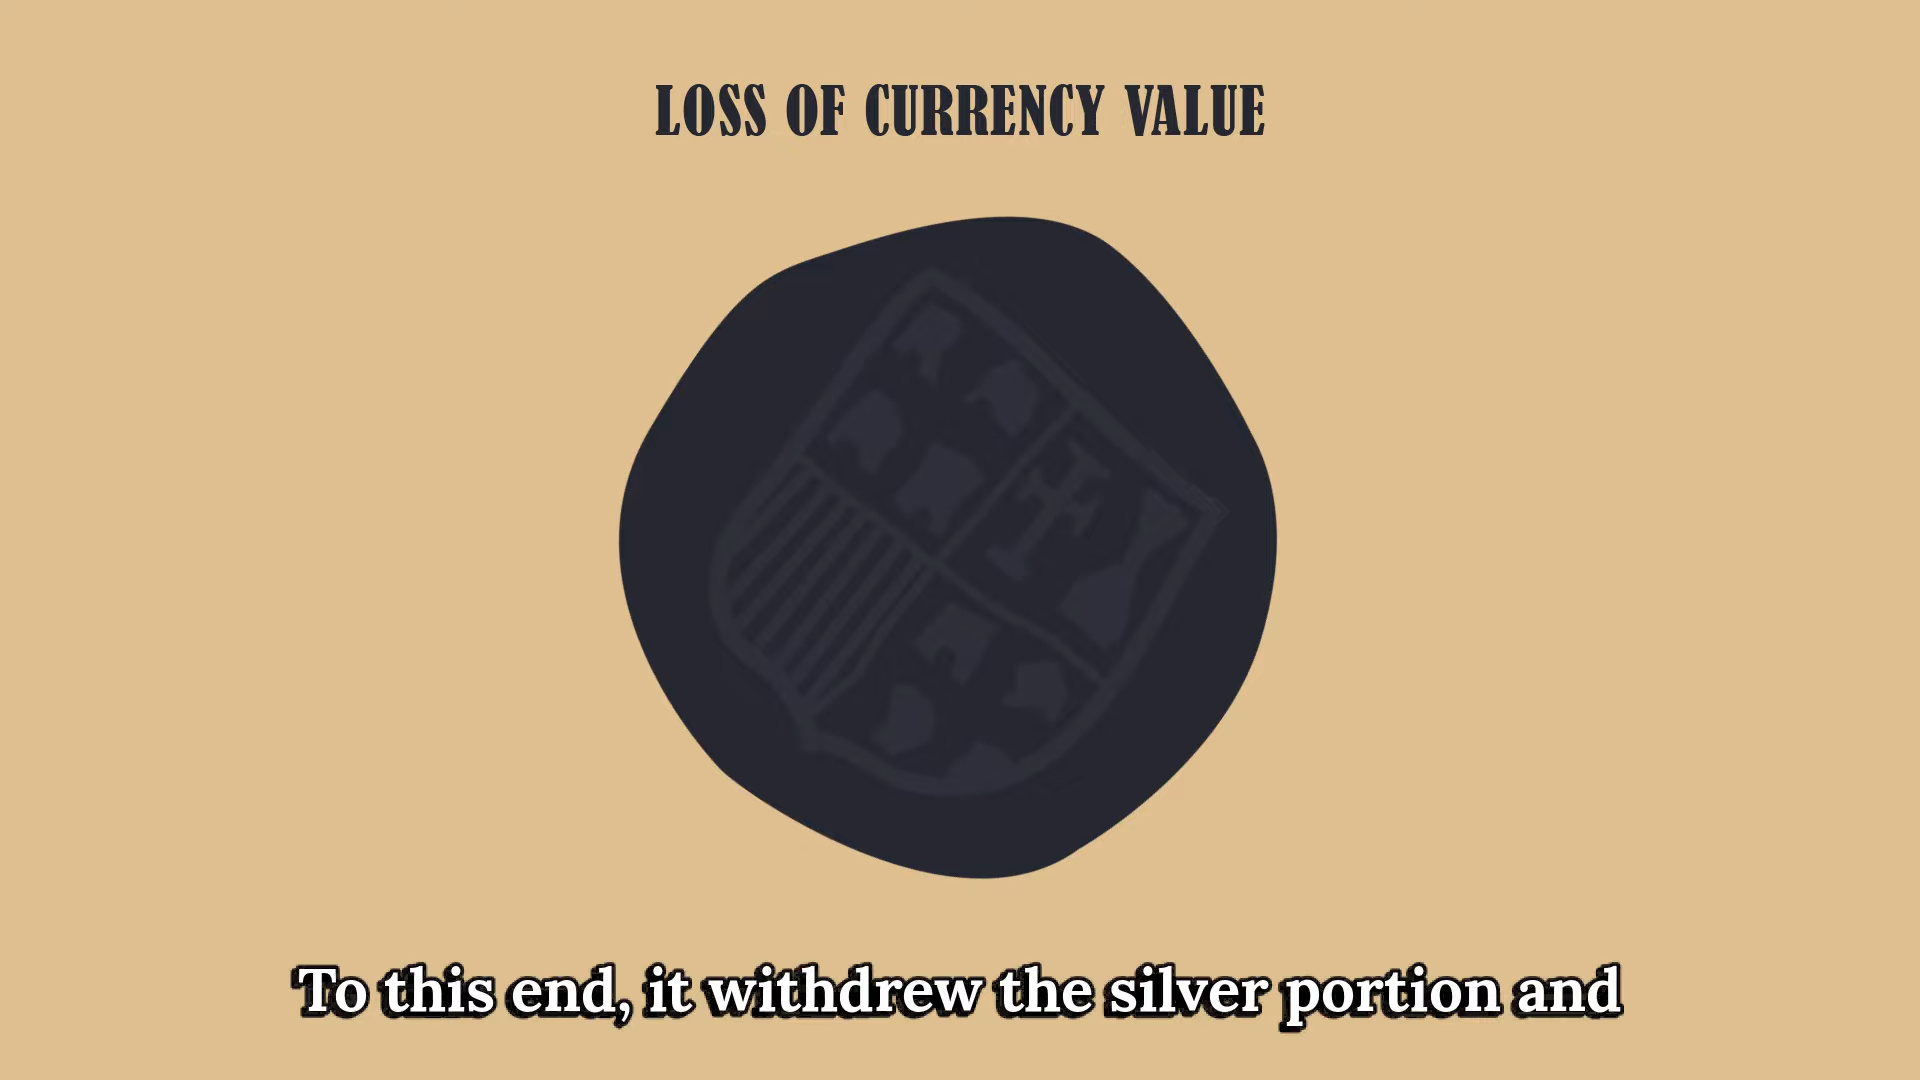 LOSS OF CURRENCY VALUE
To this end, it withdrew the silver portion and